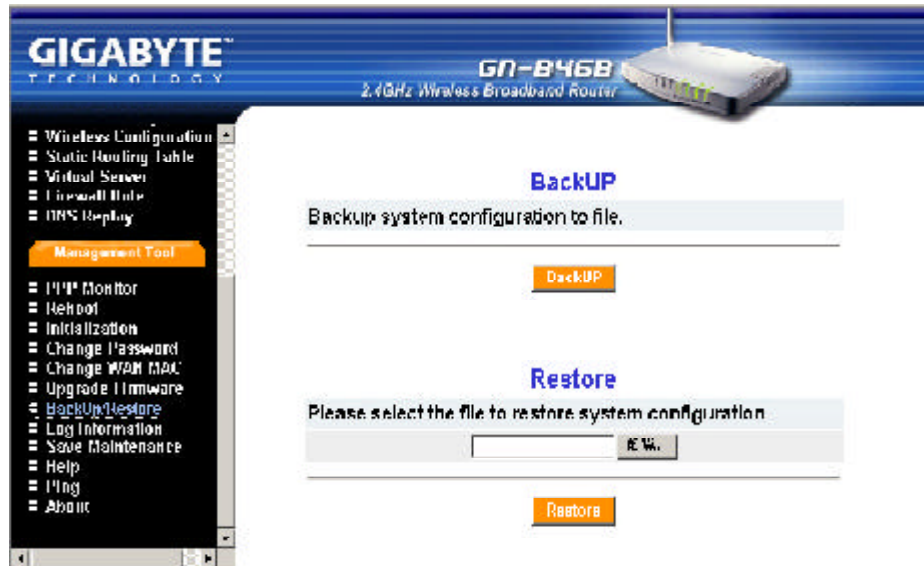 GIGABYTE™
TECHNOLOGY
GN-B46B
2.4GHz Wireless Broadband Router
Wireless Configuration
Static Routing Table
Virtual Server
Firewall Rule
DNS Replay
Management Tool
PPP Monitor
Reboot
Initialization
Change Password
Change WAN MAC
Upgrade Firmware
BackUp/Restore
Log Information
Save Maintenance
Help
Ping
About
BackUP
Backup system configuration to file.
BackUP
Restore
Please select the file to restore system configuration
Restore